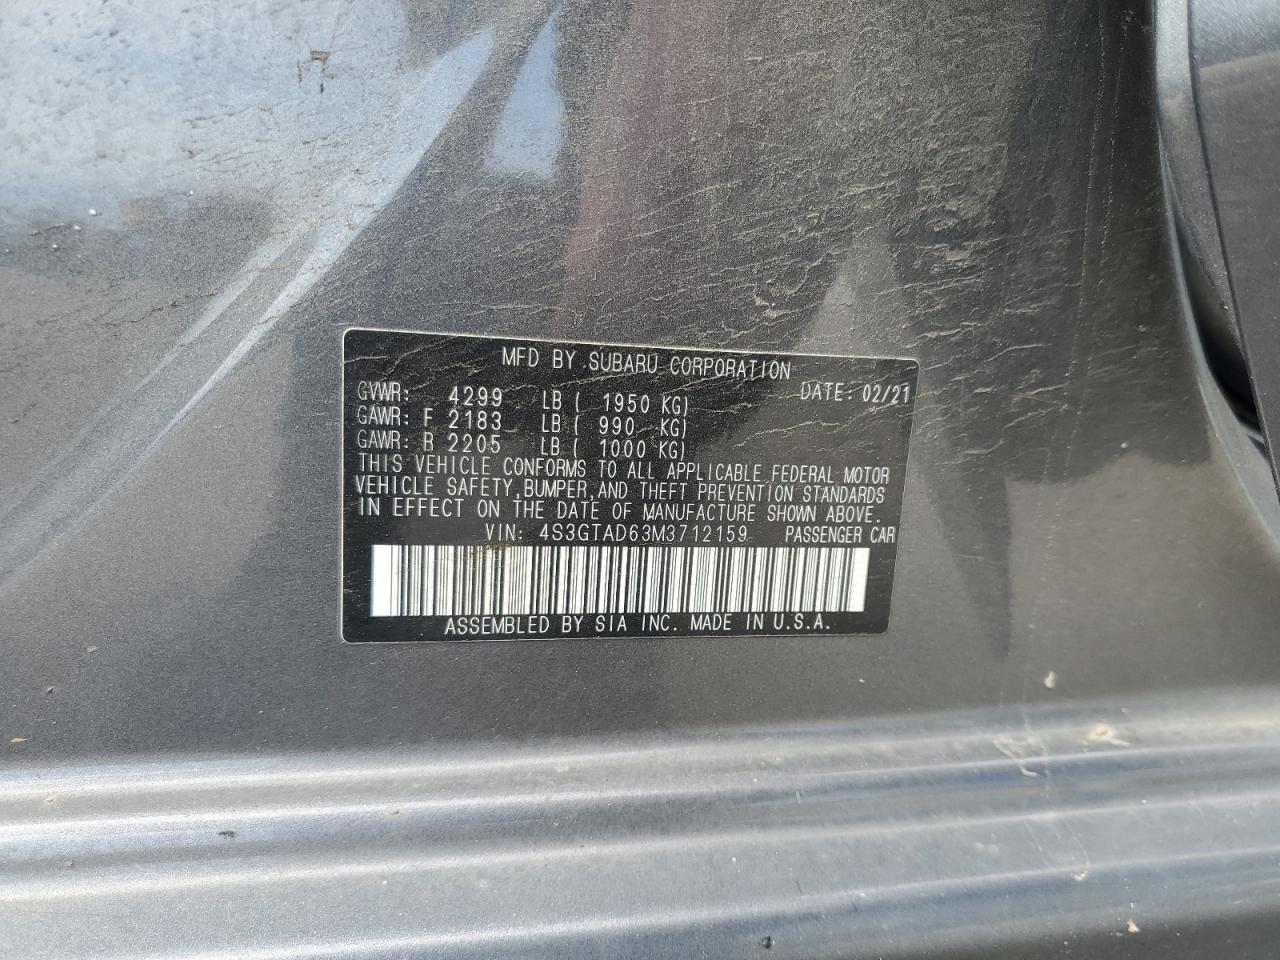 MFD BY SUBARU CORPORATION
DATE: 02/21
GVWR: 4299 LB ( 1950 KG)
GAWR: F 2183 LB ( 990 KG)
GAWR: R 2205 LB ( 1000 KG)
THIS VEHICLE CONFORMS TO ALL APPLICABLE FEDERAL MOTOR
VEHICLE SAFETY, BUMPER, AND THEFT PREVENTION STANDARDS
IN EFFECT ON THE DATE OF MANUFACTURE SHOWN ABOVE.
VIN: 4S3GTAD63M3712159 PASSENGER CAR
ASSEMBLED BY SIA INC. MADE IN U.S.A.